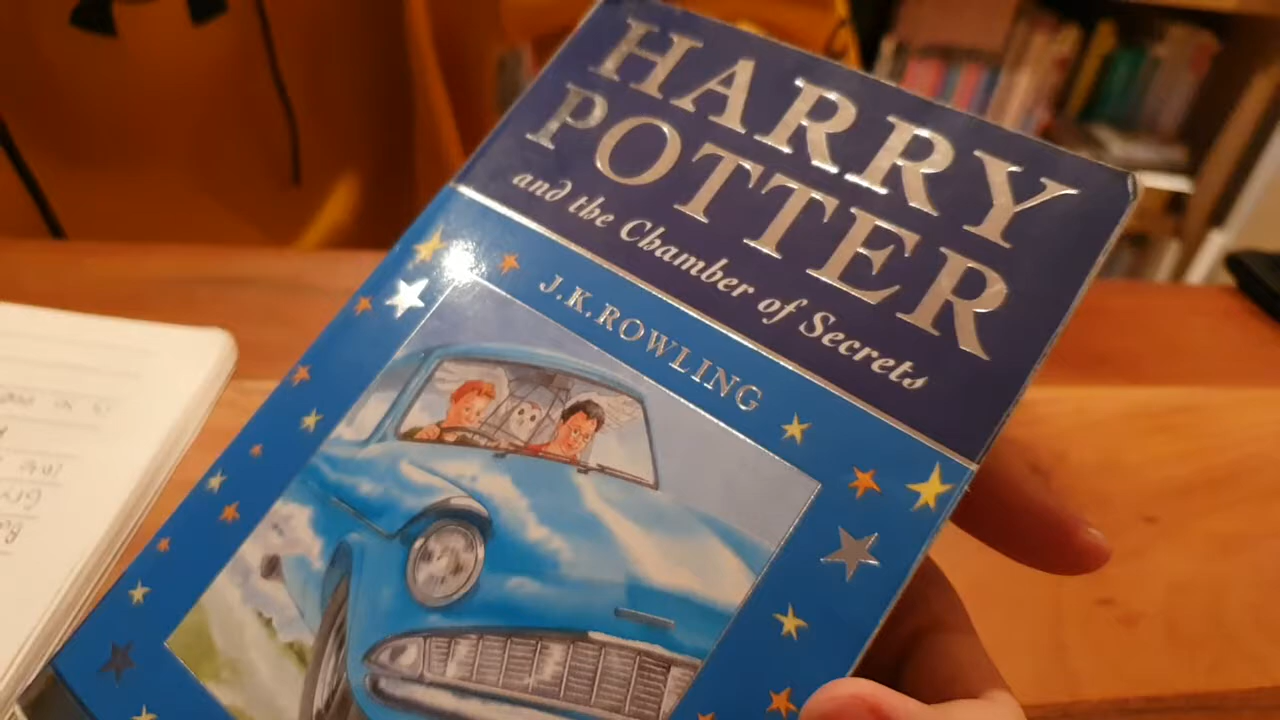 HARRY
POTTER
and the Chamber of Secrets
J.K.ROWLING